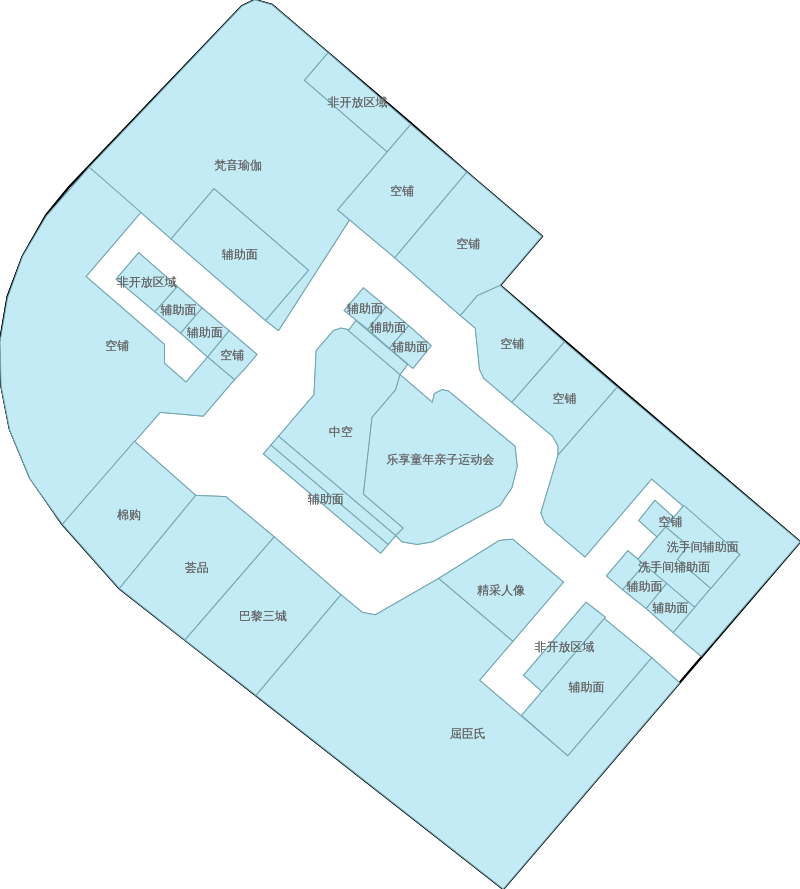 非开放区域
梵音瑜伽
空铺
空铺
辅助面
非开放区域
辅助面
辅助面
空铺
空铺
辅助面
辅助面
辅助面
空铺
空铺
中空
乐享童年亲子运动会
辅助面
棉购
荟品
巴黎三城
精采人像
空铺
洗手间辅助面
洗手间辅助面
辅助面
辅助面
非开放区域
辅助面
屈臣氏